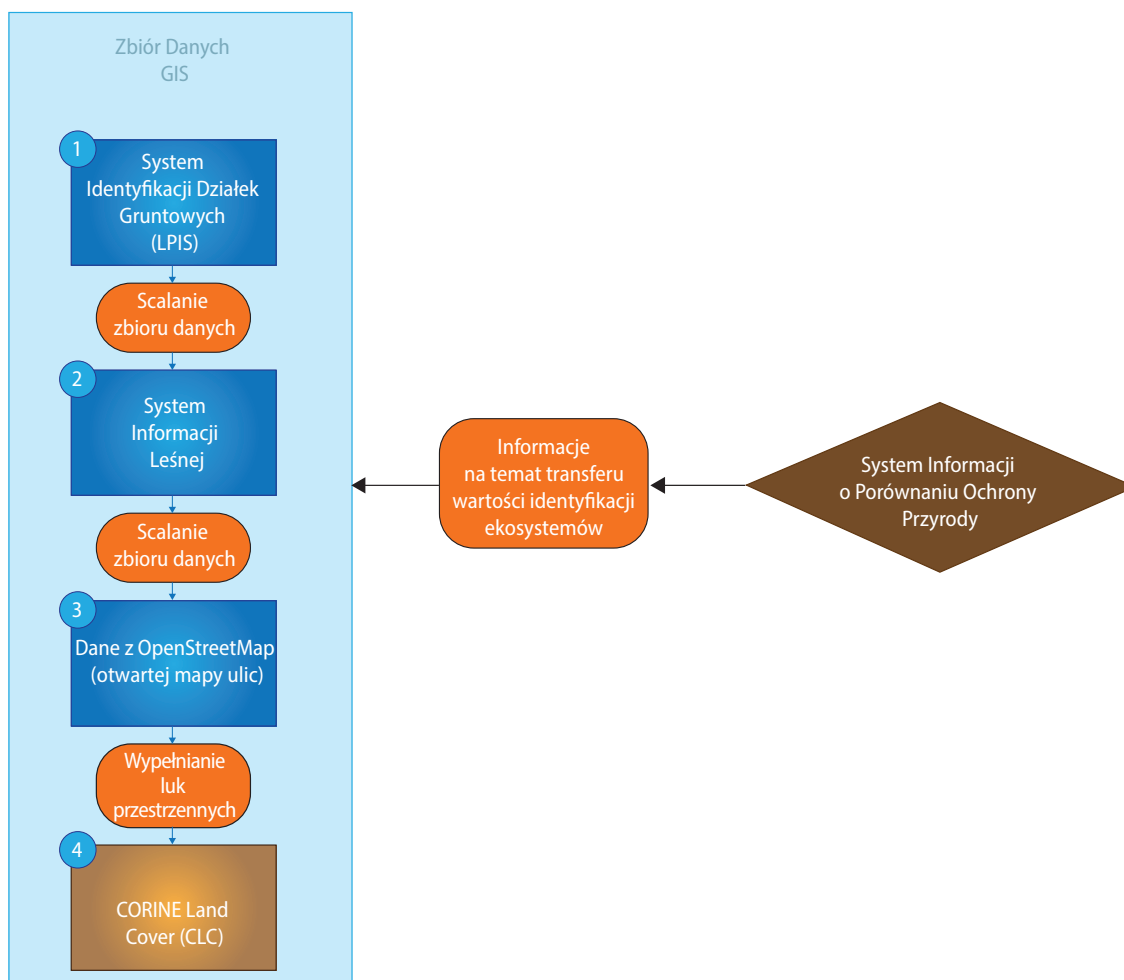 Zbiór Danych
GIS
1
System
Identyfikacji Działek
Gruntowych
(LPIS)
Scalanie
zbioru danych
2
System
Informacji
Leśnej
Scalanie
zbioru danych
3
Dane z OpenStreetMap
(otwartej mapy ulic)
Wypełnianie
luk
przestrzennych
4
CORINE Land
Cover (CLC)
Informacje
na temat transferu
wartości identyfikacji
ekosystemów
System Informacji
o Porównaniu Ochrony
Przyrody